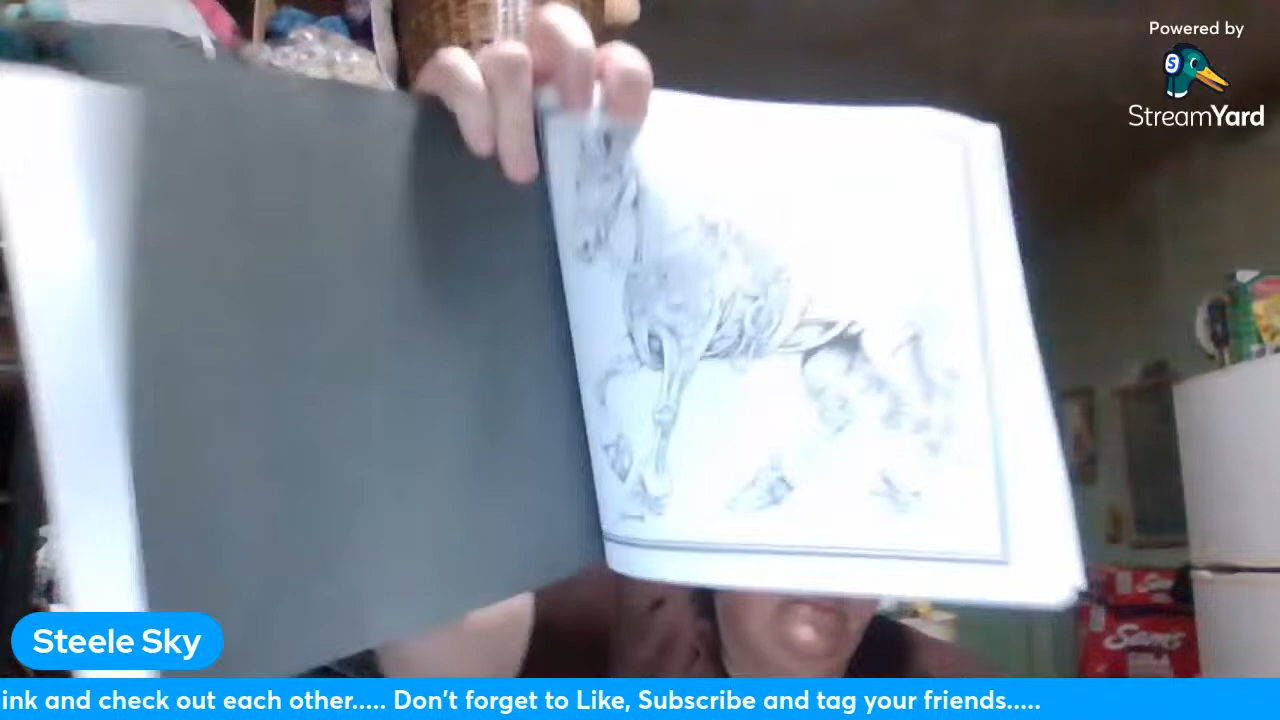 Powered by
StreamYard
Sam's
Steele Sky
ink and check out each other..... Don't forget to Like, Subscribe and tag your friends.....